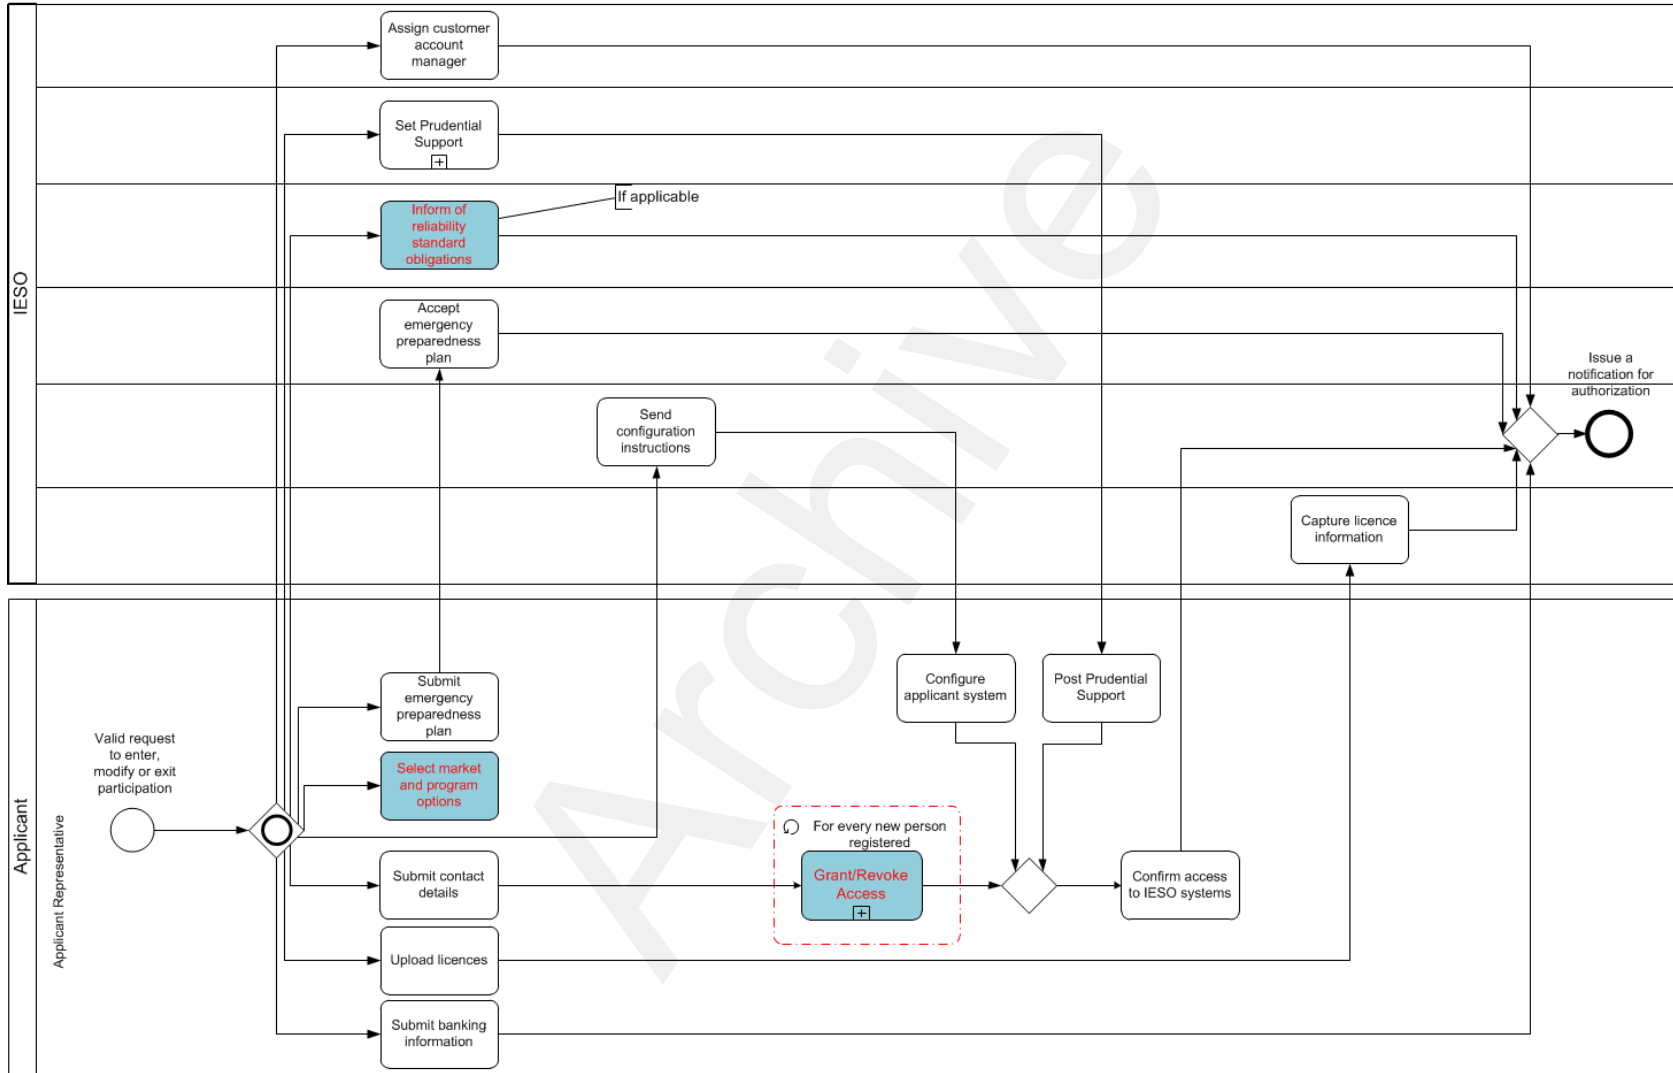 IESO
Assign customer
account
manager
Set Prudential
Support
Inform of
reliability
standard
obligations
If applicable
Accept
emergency
preparedness
plan
Send
configuration
instructions
Issue a
notification for
authorization
Capture licence
information
Applicant
Applicant Representative
Valid request
to enter,
modify or exit
participation
Submit
emergency
preparedness
plan
Select market
and program
options
Configure
applicant system
Post Prudential
Support
For every new person
registered
Submit contact
details
Grant/Revoke
Access
Confirm access
to IESO systems
Upload licences
Submit banking
information
Archive